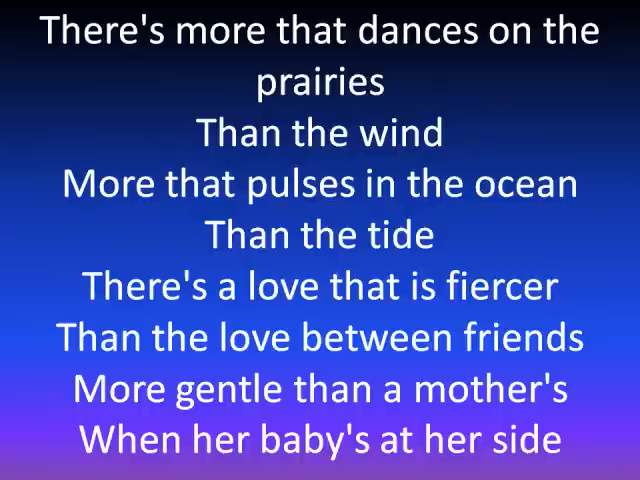 There's more that dances on the
prairies
Than the wind
More that pulses in the ocean
Than the tide
There's a love that is fiercer
Than the love between friends
More gentle than a mother's
When her baby's at her side